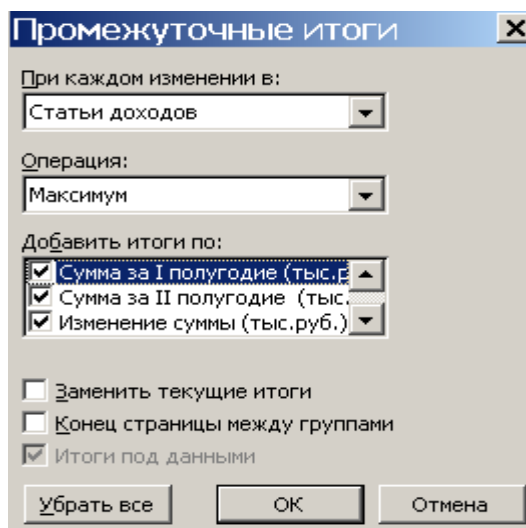 Промежуточные итоги
При каждом изменении в:
Статьи доходов
Операция:
Максимум
Добавить итоги по:
Сумма за I полугодие (тыс.р
Сумма за II полугодие (тыс.
Изменение суммы (тыс.руб.)
Заменить текущие итоги
Конец страницы между группами
Итоги под данными
Убрать все OK Отмена